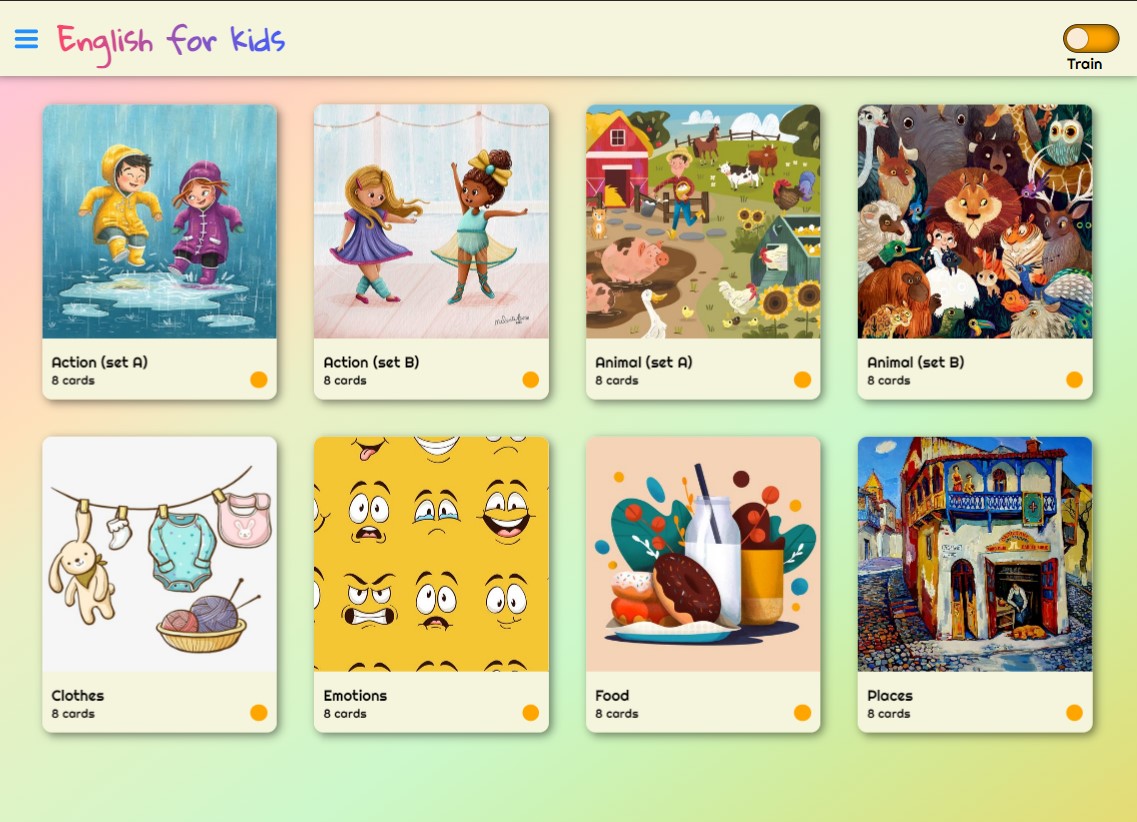 English for kids
Train
Action (set A)
8 cards
Action (set B)
8 cards
Animal (set A)
8 cards
Animal (set B)
8 cards
Clothes
8 cards
Emotions
8 cards
Food
8 cards
Places
8 cards